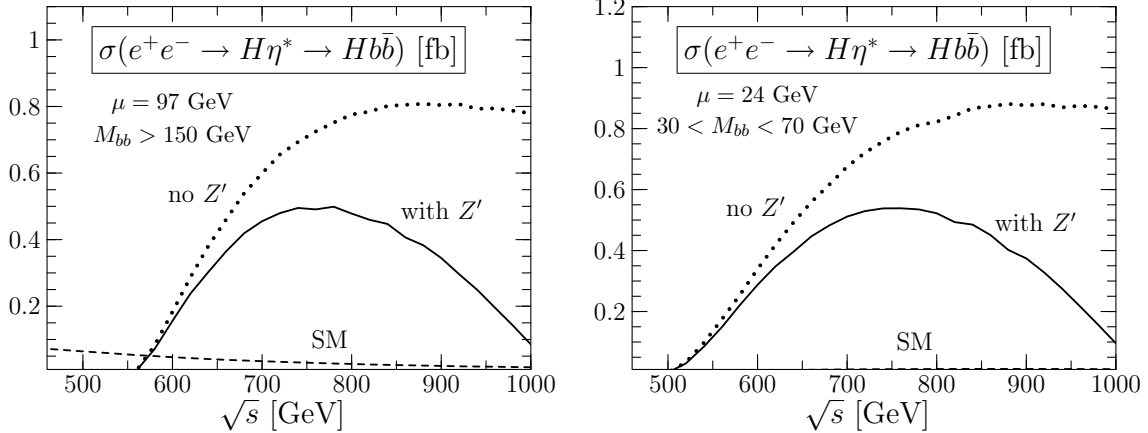 σ(e⁺e⁻ → Hη* → Hbb̄) [fb]
μ = 97 GeV
M_bb > 150 GeV
no Z′
with Z′
SM
1
0.8
0.6
0.4
0.2
500 600 700 800 900 1000
√s [GeV]
σ(e⁺e⁻ → Hη* → Hbb̄) [fb]
μ = 24 GeV
30 < M_bb < 70 GeV
no Z′
with Z′
SM
1.2
1
0.8
0.6
0.4
0.2
500 600 700 800 900 1000
√s [GeV]